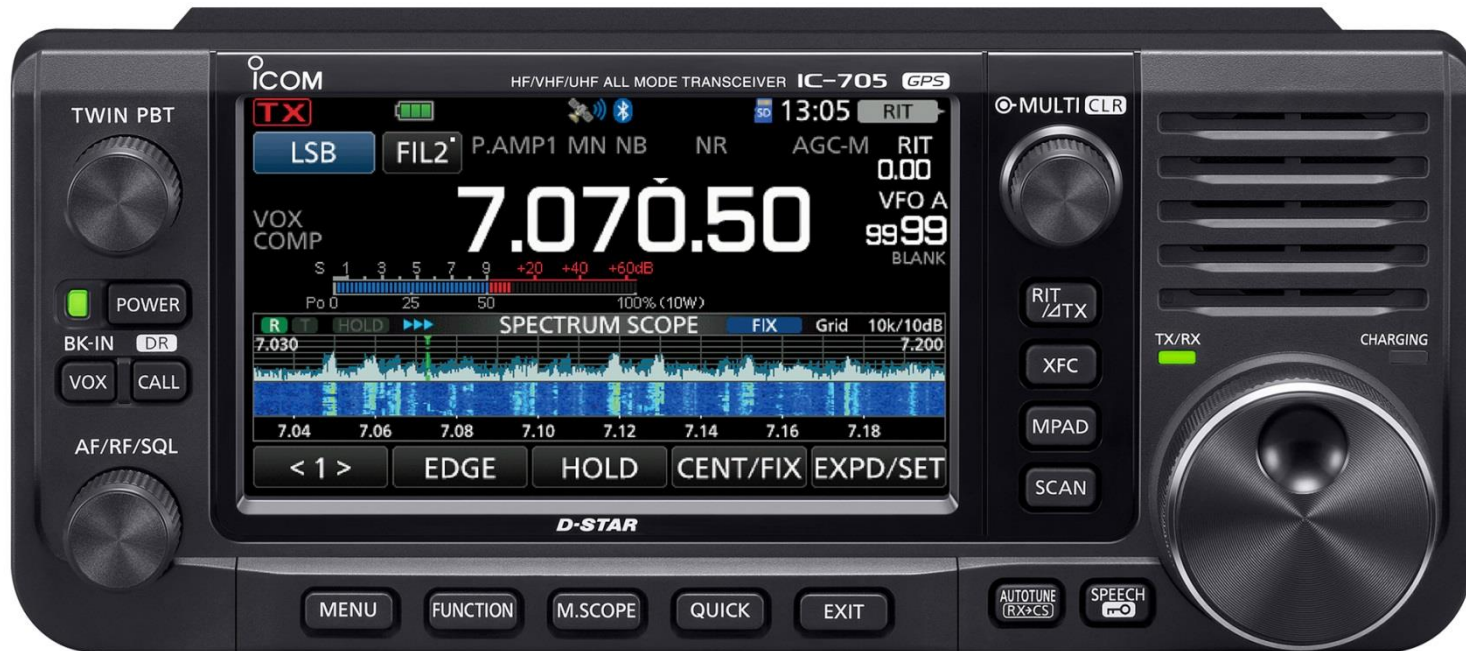 ICOM
HF/VHF/UHF ALL MODE TRANSCEIVER IC-705 GPS
TWIN PBT
TX
SD
13:05
RIT
MULTI CLR
LSB
FIL2
P.AMP1 MN NB NR AGC-M RIT
0.00
7.070.50
VFO A
9999
BLANK
VOX
COMP
S 1 3 5 7 9 +20 +40 +60dB
Po 0 25 50 100% (10W)
POWER
BK-IN DR
VOX CALL
AF/RF/SQL
R T HOLD SPECTRUM SCOPE FIX Grid 10k/10dB
7.030 7.200
7.04 7.06 7.08 7.10 7.12 7.14 7.16 7.18
< 1 > EDGE HOLD CENT/FIX EXPD/SET
D-STAR
RIT
/⊿TX
XFC
MPAD
SCAN
TX/RX CHARGING
MENU FUNCTION M.SCOPE QUICK EXIT
AUTOTUNE
RX→CS
SPEECH